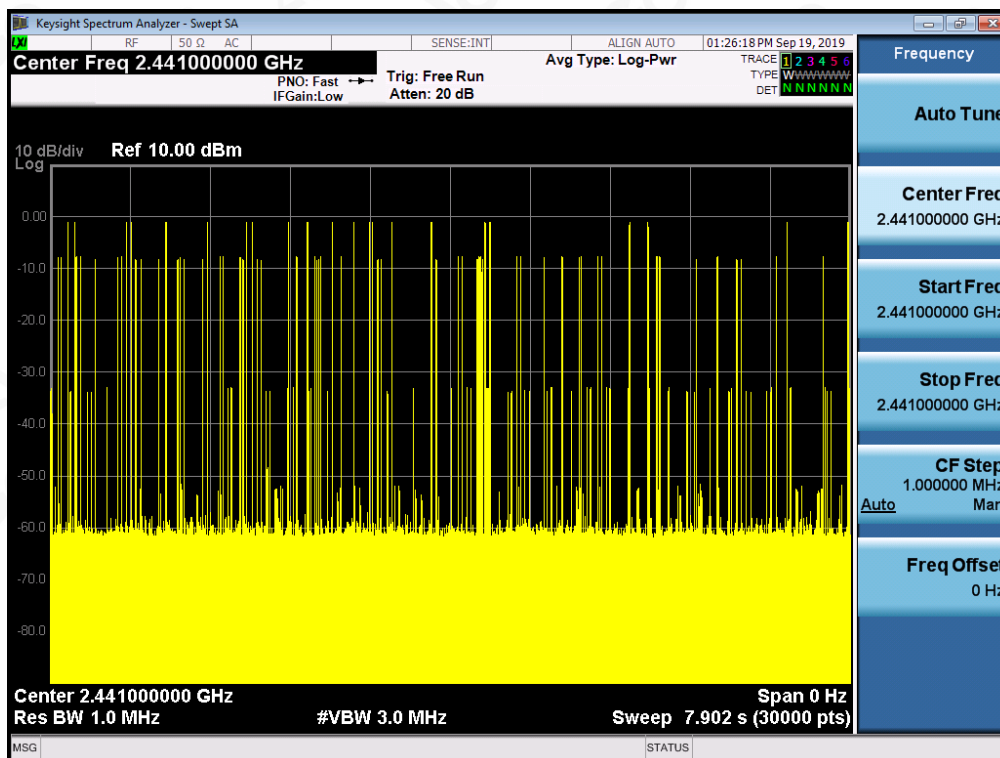 Keysight Spectrum Analyzer - Swept SA
LXI RF 50 Ω AC SENSE:INT ALIGN AUTO 01:26:18 PM Sep 19, 2019
Center Freq 2.441000000 GHz
PNO: Fast
IFGain:Low
Trig: Free Run
Atten: 20 dB
Avg Type: Log-Pwr
TRACE 1 2 3 4 5 6
TYPE WWWWWW
DET N N N N N N
10 dB/div Ref 10.00 dBm
Log
0.00
-10.0
-20.0
-30.0
-40.0
-50.0
-60.0
-70.0
-80.0
Center 2.441000000 GHz Span 0 Hz
Res BW 1.0 MHz #VBW 3.0 MHz Sweep 7.902 s (30000 pts)
MSG STATUS
Frequency
Auto Tune
Center Freq
2.441000000 GHz
Start Freq
2.441000000 GHz
Stop Freq
2.441000000 GHz
CF Step
1.000000 MHz
Auto Man
Freq Offset
0 Hz